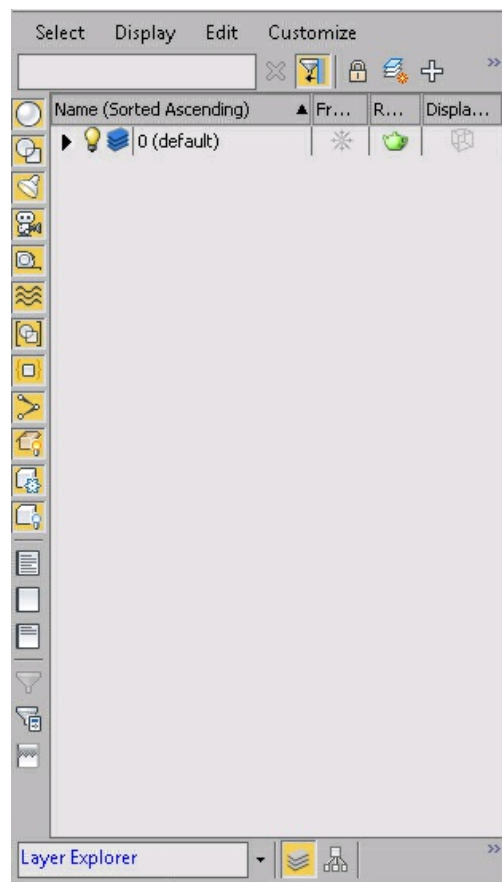 Select Display Edit Customize
Name (Sorted Ascending) Fr... R... Displa...
0 (default)
Layer Explorer